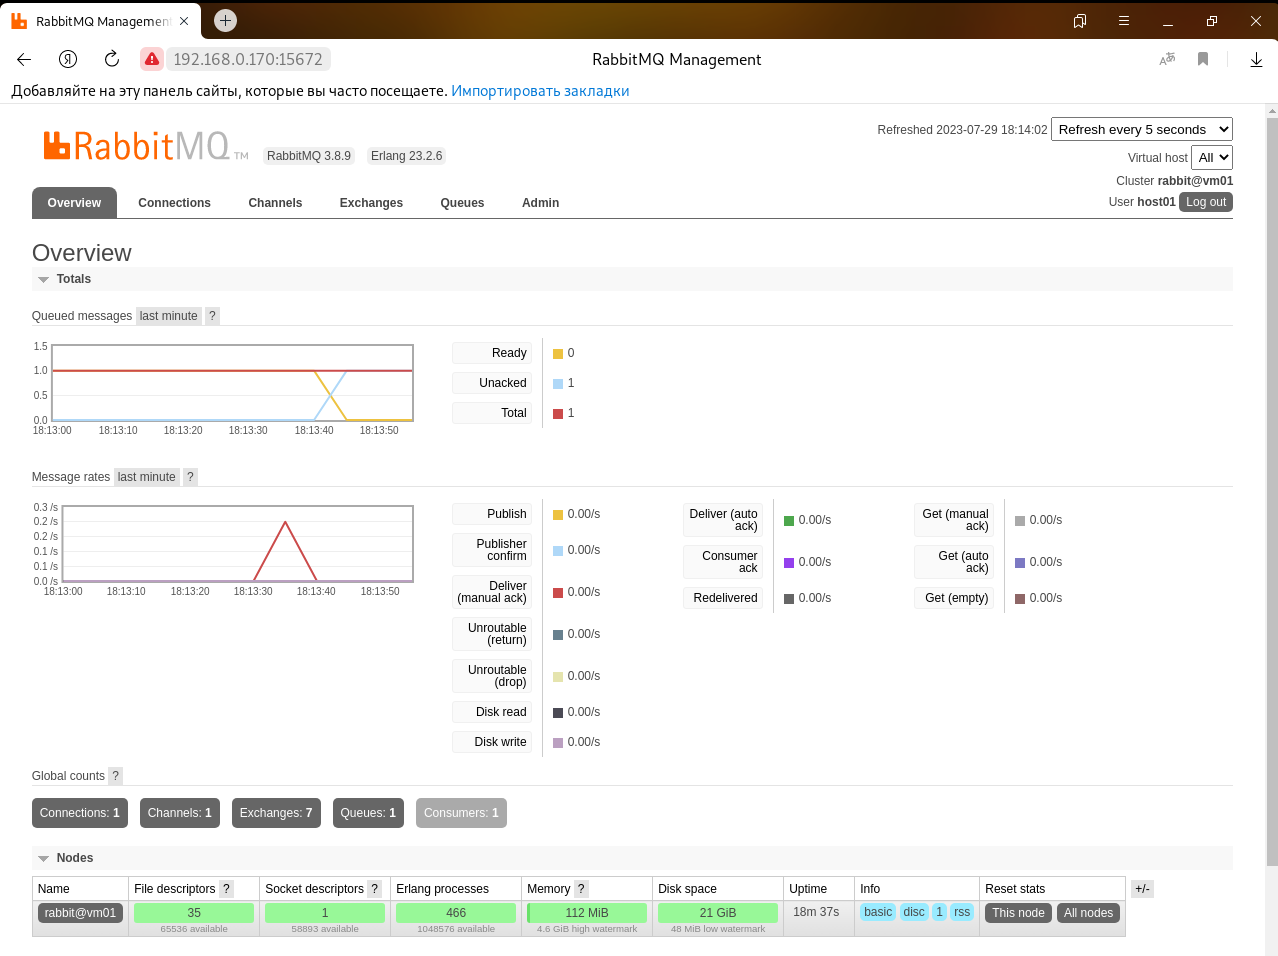 RabbitMQ Management
192.168.0.170:15672
RabbitMQ Management
Добавляйте на эту панель сайты, которые вы часто посещаете. Импортировать закладки
RabbitMQ TM
RabbitMQ 3.8.9
Erlang 23.2.6
Refreshed 2023-07-29 18:14:02 Refresh every 5 seconds
Virtual host All
Cluster rabbit@vm01
User host01 Log out
Overview Connections Channels Exchanges Queues Admin
Overview
Totals
Queued messages last minute ?
1.5
1.0
0.5
0.0
18:13:00 18:13:10 18:13:20 18:13:30 18:13:40 18:13:50
Ready 0
Unacked 1
Total 1
Message rates last minute ?
0.3 /s
0.2 /s
0.2 /s
0.1 /s
0.1 /s
0.0 /s
18:13:00 18:13:10 18:13:20 18:13:30 18:13:40 18:13:50
Publish 0.00/s
Publisher
confirm 0.00/s
Deliver
(manual ack) 0.00/s
Unroutable
(return) 0.00/s
Unroutable
(drop) 0.00/s
Disk read 0.00/s
Disk write 0.00/s
Deliver (auto
ack) 0.00/s
Consumer
ack 0.00/s
Redelivered 0.00/s
Get (manual
ack) 0.00/s
Get (auto
ack) 0.00/s
Get (empty) 0.00/s
Global counts ?
Connections: 1 Channels: 1 Exchanges: 7 Queues: 1 Consumers: 1
Nodes
Name File descriptors ? Socket descriptors ? Erlang processes Memory ? Disk space Uptime Info Reset stats +/-
rabbit@vm01 35 1 466 112 MiB 21 GiB 18m 37s basic disc 1 rss This node All nodes
65536 available 58893 available 1048576 available 4.6 GiB high watermark 48 MiB low watermark